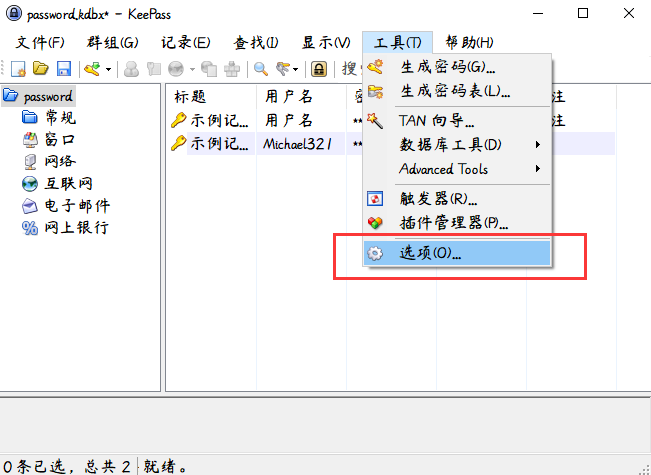 password.kdbx* - KeePass
文件(F) 群组(G) 记录(E) 查找(I) 显示(V) 工具(T) 帮助(H)
搜
password
常规
窗口
网络
互联网
电子邮件
网上银行
标题 用户名 注
示例记... 用户名 ** 注
示例记... Michael321 **
生成密码(G)...
生成密码表(L)...
TAN 向导...
数据库工具(D)
Advanced Tools
触发器(R)...
插件管理器(P)...
选项(O)...
0 条已选，总共 2 就绪。